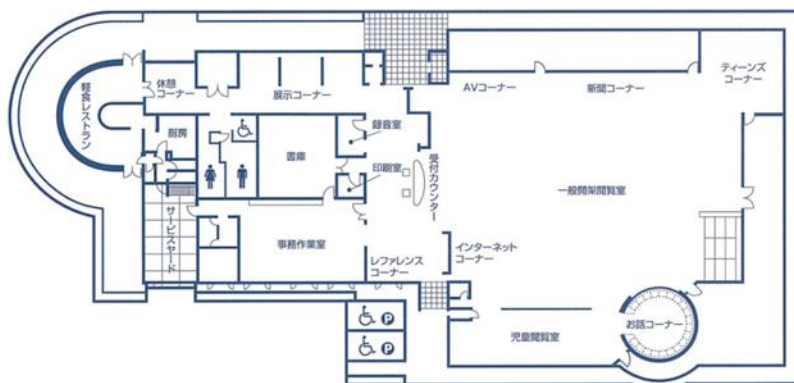 軽食レストラン
休憩
コーナー
厨房
展示コーナー
録音室
書庫
印刷室
受付カウンター
サービスヤード
事務作業室
レファレンス
コーナー
インターネット
コーナー
AVコーナー
新聞コーナー
ティーンズ
コーナー
一般開架閲覧室
お話コーナー
児童閲覧室
P
P